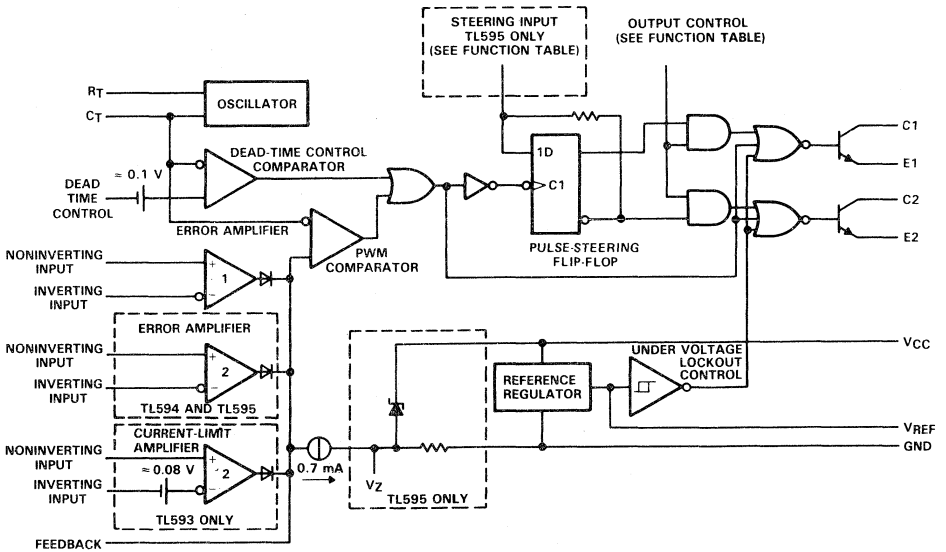 STEERING INPUT
TL595 ONLY
(SEE FUNCTION TABLE)
OUTPUT CONTROL
(SEE FUNCTION TABLE)
RT
OSCILLATOR
CT
DEAD-TIME CONTROL
COMPARATOR
≈ 0.1 V
DEAD
TIME
CONTROL
1D
C1
C1
E1
C2
E2
PULSE-STEERING
FLIP-FLOP
ERROR AMPLIFIER
PWM
COMPARATOR
NONINVERTING
INPUT
+
1
−
INVERTING
INPUT
ERROR AMPLIFIER
NONINVERTING
INPUT
+
2
−
INVERTING
INPUT
TL594 AND TL595
VCC
UNDER VOLTAGE
LOCKOUT
CONTROL
REFERENCE
REGULATOR
VREF
GND
CURRENT-LIMIT
AMPLIFIER
NONINVERTING
INPUT
≈ 0.08 V
+
2
−
INVERTING
INPUT
TL593 ONLY
0.7 mA
VZ
TL595 ONLY
FEEDBACK